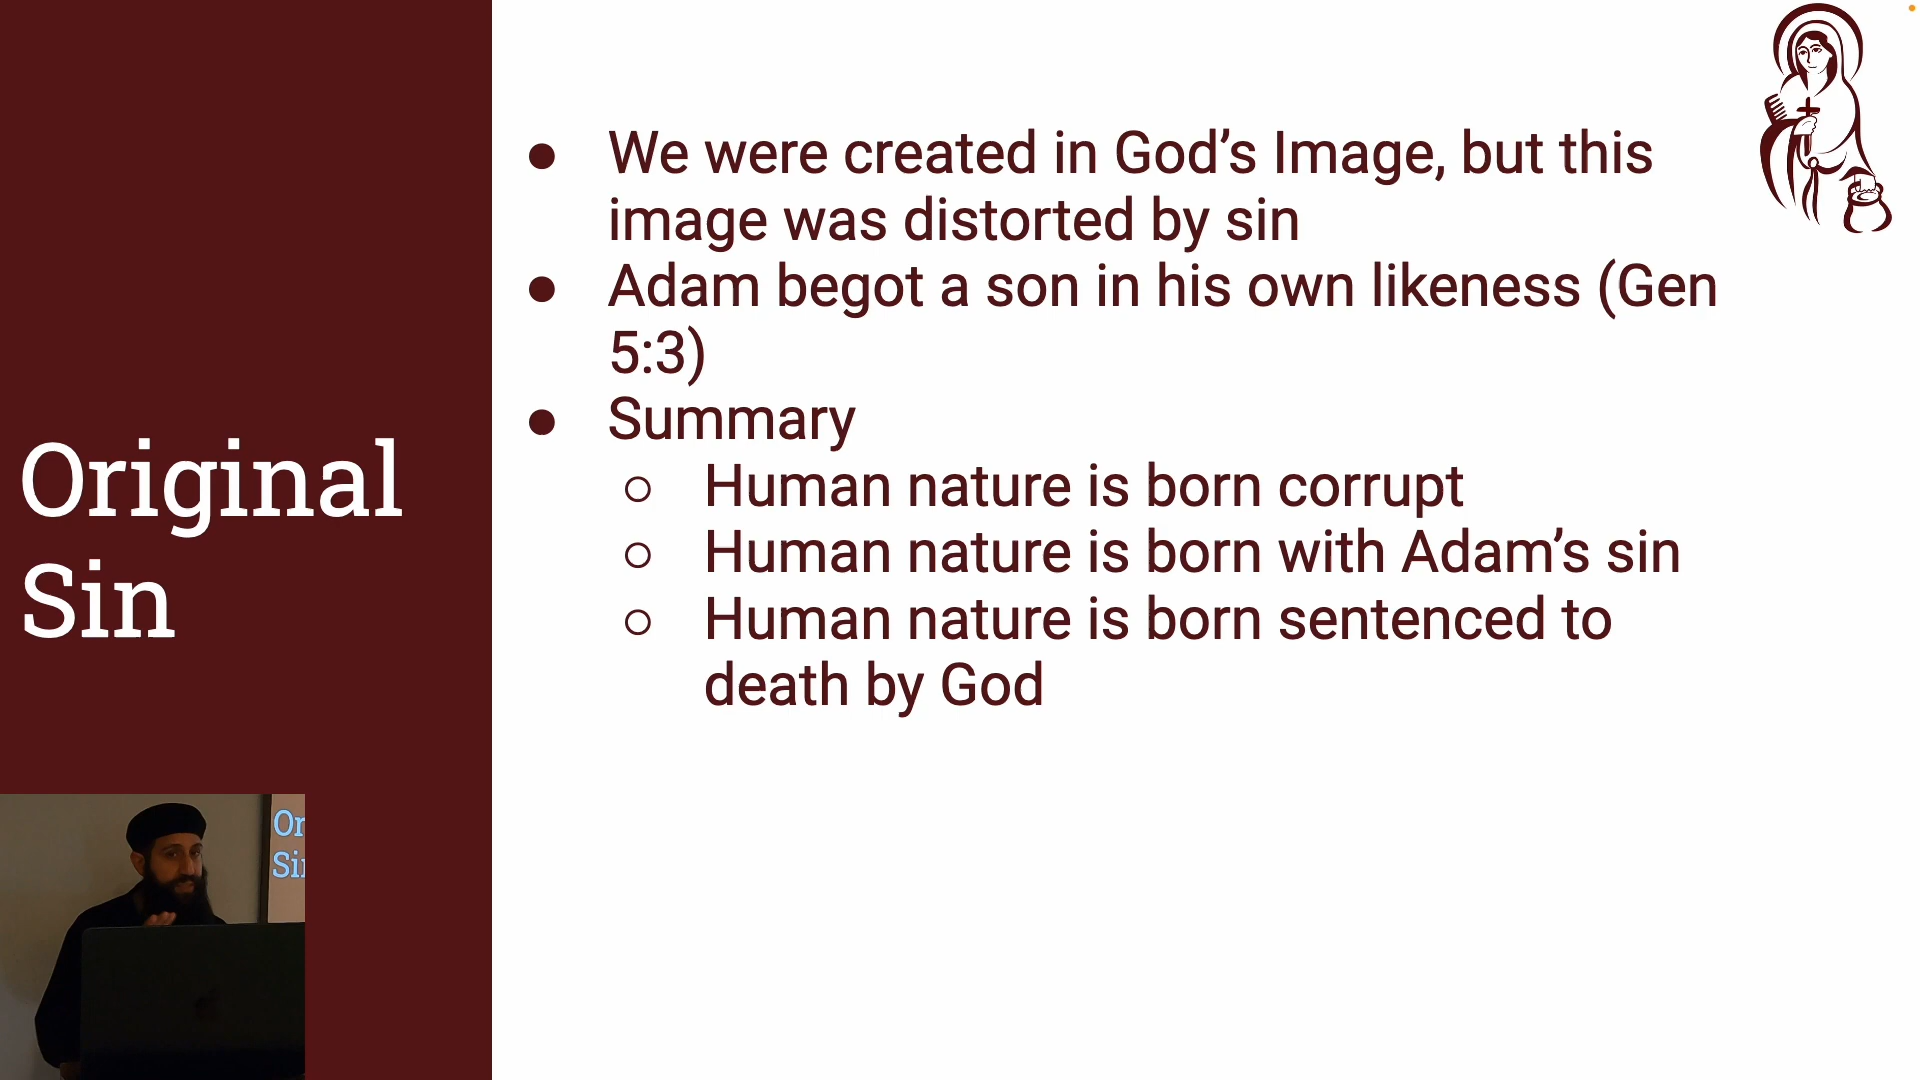 Original
Sin
● We were created in God’s Image, but this
image was distorted by sin
● Adam begot a son in his own likeness (Gen
5:3)
● Summary
○ Human nature is born corrupt
○ Human nature is born with Adam’s sin
○ Human nature is born sentenced to
death by God